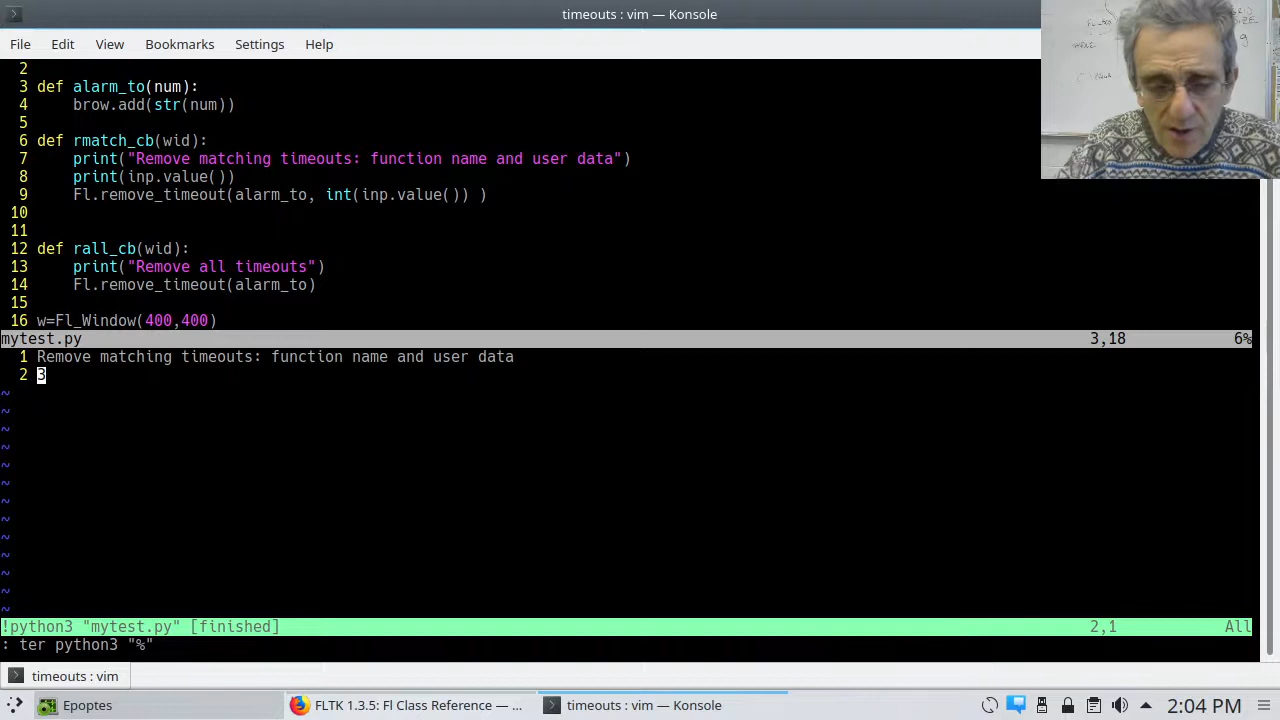 timeouts : vim — Konsole
File Edit View Bookmarks Settings Help
2
3 def alarm_to(num):
4     brow.add(str(num))
5
6 def rmatch_cb(wid):
7     print("Remove matching timeouts: function name and user data")
8     print(inp.value())
9     Fl.remove_timeout(alarm_to, int(inp.value()) )
10
11
12 def rall_cb(wid):
13     print("Remove all timeouts")
14     Fl.remove_timeout(alarm_to)
15
16 w=Fl_Window(400,400)
mytest.py 3,18 6%
1 Remove matching timeouts: function name and user data
2 3
~
~
~
~
~
~
~
~
~
~
~
~
~
!python3 "mytest.py" [finished] 2,1 All
: ter python3 "%"
timeouts : vim
Epoptes FLTK 1.3.5: Fl Class Reference — ... timeouts : vim — Konsole 2:04 PM